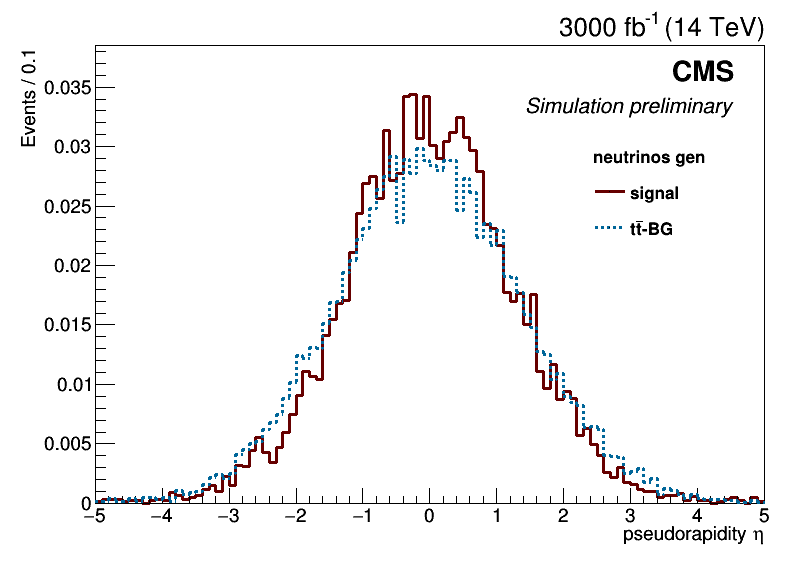 3000 fb⁻¹ (14 TeV)
CMS
Simulation preliminary
neutrinos gen
signal
tt̄-BG
Events / 0.1
0.035
0.03
0.025
0.02
0.015
0.01
0.005
0
−5 −4 −3 −2 −1 0 1 2 3 4 5
pseudorapidity η